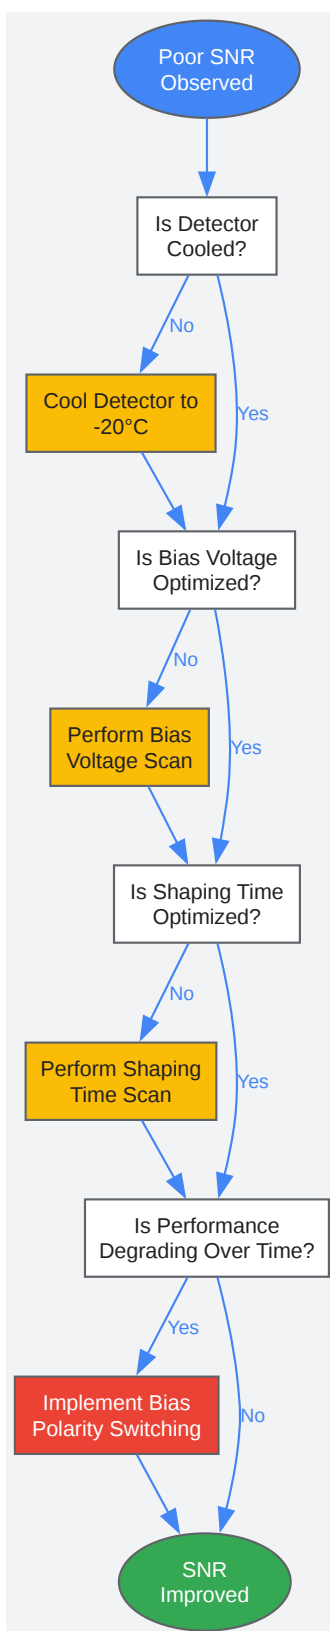 Poor SNR
Observed
Is Detector
Cooled?
No
Yes
Cool Detector to
-20°C
Is Bias Voltage
Optimized?
No
Yes
Perform Bias
Voltage Scan
Is Shaping Time
Optimized?
No
Yes
Perform Shaping
Time Scan
Is Performance
Degrading Over Time?
Yes
No
Implement Bias
Polarity Switching
SNR
Improved